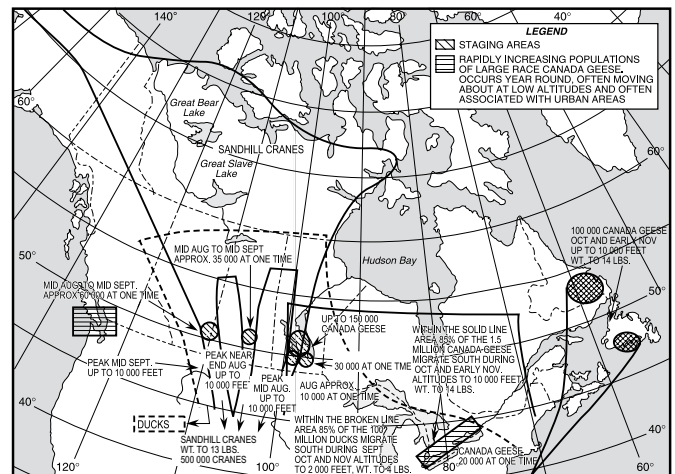 140°
120°
100°
80°
60°
40°
LEGEND
STAGING AREAS
RAPIDLY INCREASING POPULATIONS
OF LARGE RACE CANADA GEESE.
OCCURS YEAR ROUND, OFTEN MOVING
ABOUT AT LOW ALTITUDES AND OFTEN
ASSOCIATED WITH URBAN AREAS
60°
Great Bear
Lake
SANDHILL CRANES
Great Slave
Lake
60°
50°
MID AUG TO MID SEPT
APPROX. 35 000 AT ONE TIME
Hudson Bay
100 000 CANADA GEESE
OCT AND EARLY NOV
UP TO 10 000 FEET
WT. TO 14 LBS.
MID AUG TO MID SEPT.
APPROX 60 000 AT ONE TIME
50°
UP TO 150 000
CANADA GEESE
WITHIN THE SOLID LINE
AREA 85% OF THE 1.5
MILLION CANADA GEESE
MIGRATE SOUTH DURING
OCT AND EARLY NOV.
ALTITUDES TO 10 000 FEET
WT. TO 14 LBS.
PEAK MID SEPT.
UP TO 10 000 FEET
PEAK NEAR
END AUG
UP TO
10 000 FEET
PEAK
MID AUG.
UP TO
10 000 FEET
30 000 AT ONE TME
AUG APPROX.
10 000 AT ONE TIME
40°
DUCKS
SANDHILL CRANES
WT. TO 13 LBS.
500 000 CRANES
WITHIN THE BROKEN LINE
AREA 85% OF THE 100
MILLION DUCKS MIGRATE
SOUTH DURING SEPT
OCT AND NOV ALTITUDES
TO 2 000 FEET, WT. TO 4 LBS.
CANADA GEESE
20 000 AT ONE TIME
40°
120°
100°
80°
60°